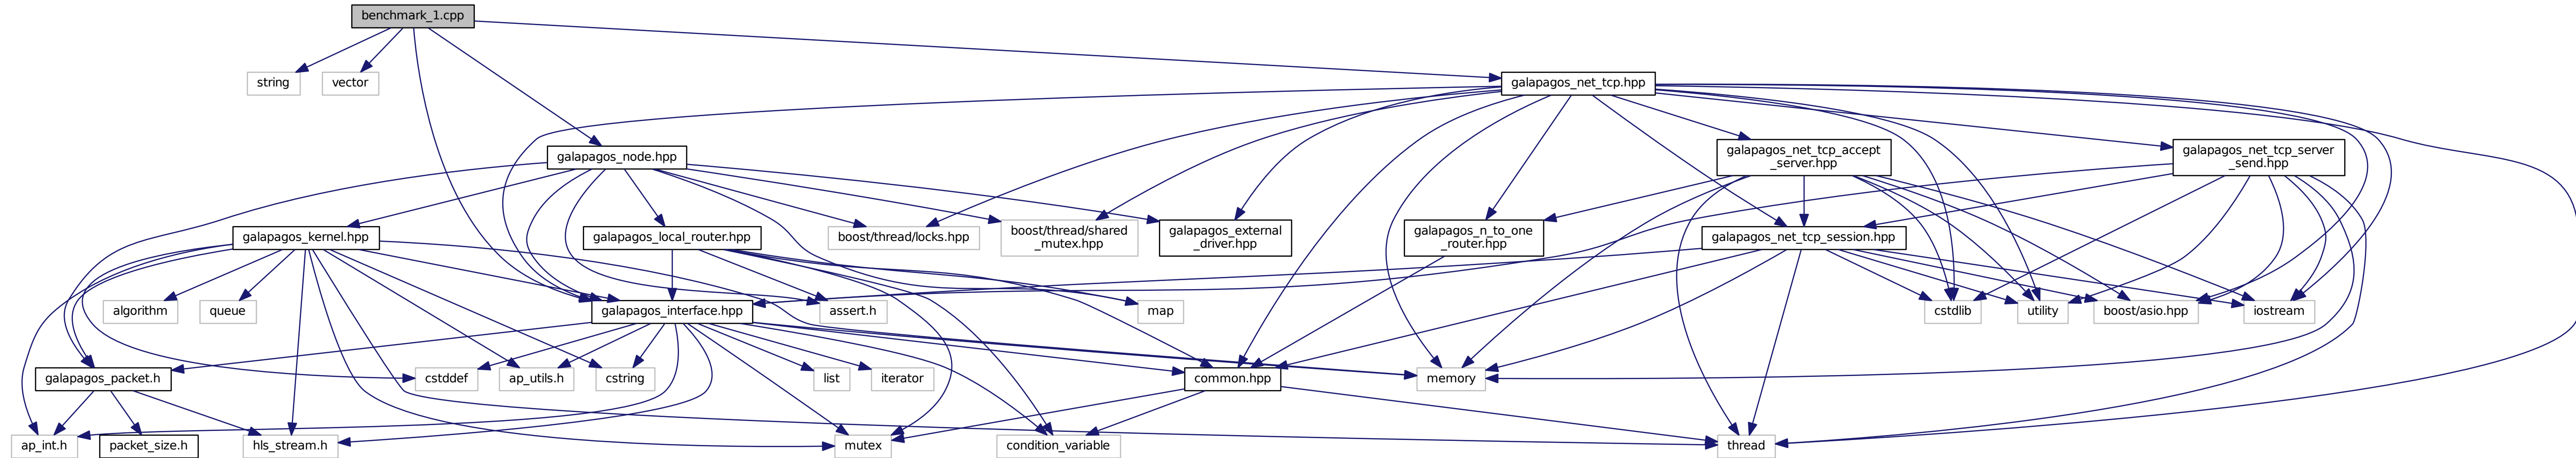 benchmark_1.cpp
string
vector
galapagos_net_tcp.hpp
galapagos_node.hpp
galapagos_net_tcp_accept
_server.hpp
galapagos_net_tcp_server
_send.hpp
galapagos_kernel.hpp
galapagos_local_router.hpp
boost/thread/locks.hpp
boost/thread/shared
_mutex.hpp
galapagos_external
_driver.hpp
galapagos_n_to_one
_router.hpp
galapagos_net_tcp_session.hpp
algorithm
queue
galapagos_interface.hpp
assert.h
map
cstdlib
utility
boost/asio.hpp
iostream
galapagos_packet.h
cstddef
ap_utils.h
cstring
list
iterator
common.hpp
memory
ap_int.h
packet_size.h
hls_stream.h
mutex
condition_variable
thread